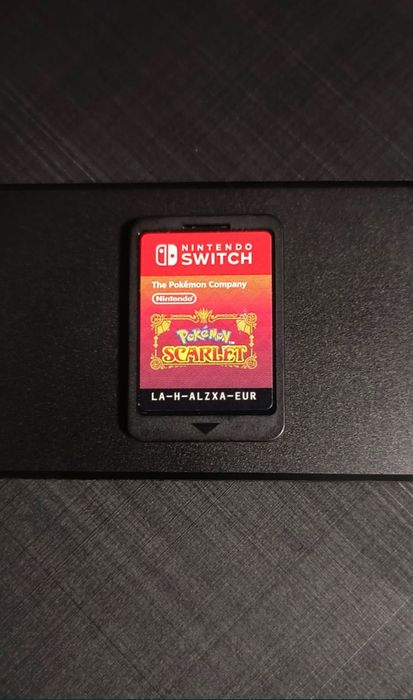 NINTENDO
SWITCH
The Pokémon Company
Nintendo
Pokémon
SCARLET
LA-H-ALZXA-EUR